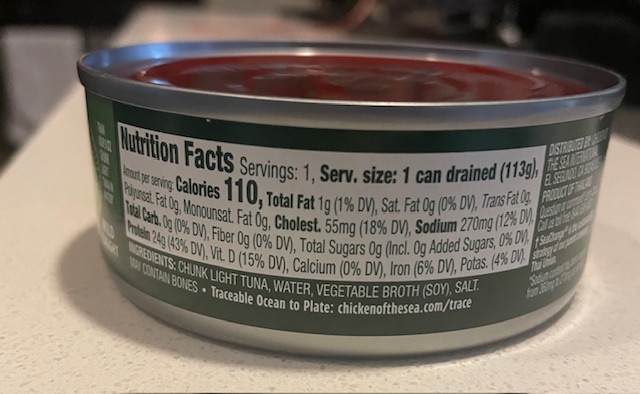 Nutrition Facts Servings: 1, Serv. size: 1 can drained (113g),
Amount per serving: Calories 110, Total Fat 1g (1% DV), Sat. Fat 0g (0% DV), Trans Fat 0g,
Polyunsat. Fat 0g, Monounsat. Fat 0g, Cholest. 55mg (18% DV), Sodium 270mg (12% DV),
Total Carb. 0g (0% DV), Fiber 0g (0% DV), Total Sugars 0g (Incl. 0g Added Sugars, 0% DV),
Protein 24g (43% DV), Vit. D (15% DV), Calcium (0% DV), Iron (6% DV), Potas. (4% DV).
INGREDIENTS: CHUNK LIGHT TUNA, WATER, VEGETABLE BROTH (SOY), SALT.
MAY CONTAIN BONES • Traceable Ocean to Plate: chickenofthesea.com/trace
DISTRIBUTED BY
THE SEA
EL SEGUNDO, CA
PRODUCT OF